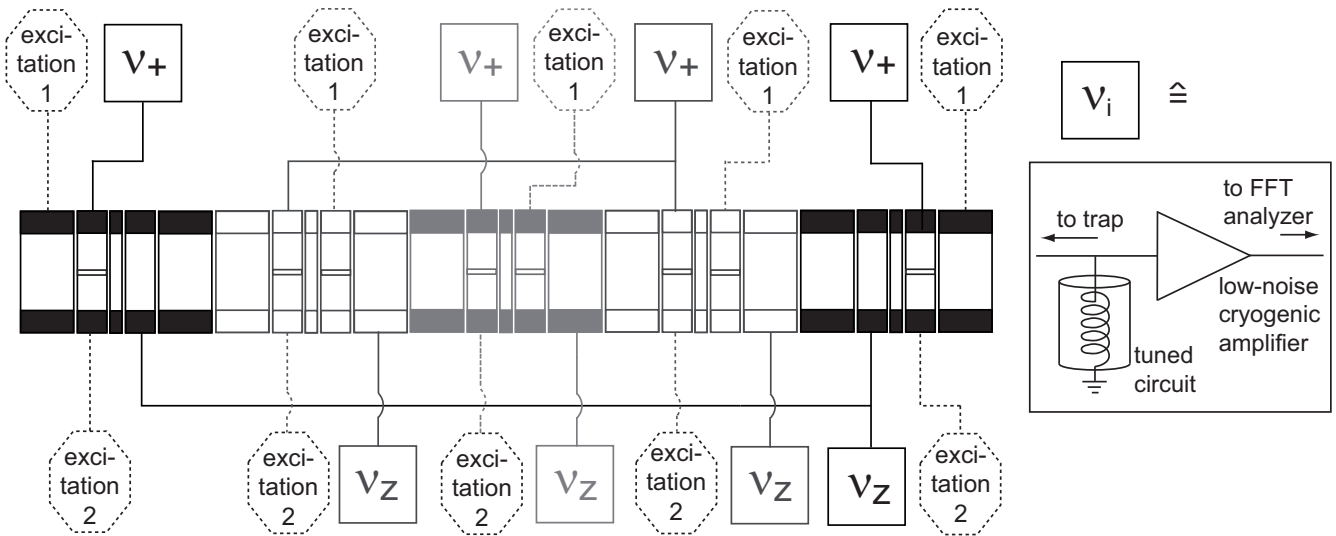 exci-
tation
1
ν+
exci-
tation
1
ν+
exci-
tation
1
ν+
exci-
tation
1
ν+
exci-
tation
1
νi
≙
to trap
to FFT
analyzer
low-noise
cryogenic
amplifier
tuned
circuit
exci-
tation
2
exci-
tation
2
νz
exci-
tation
2
νz
exci-
tation
2
νz
νz
exci-
tation
2